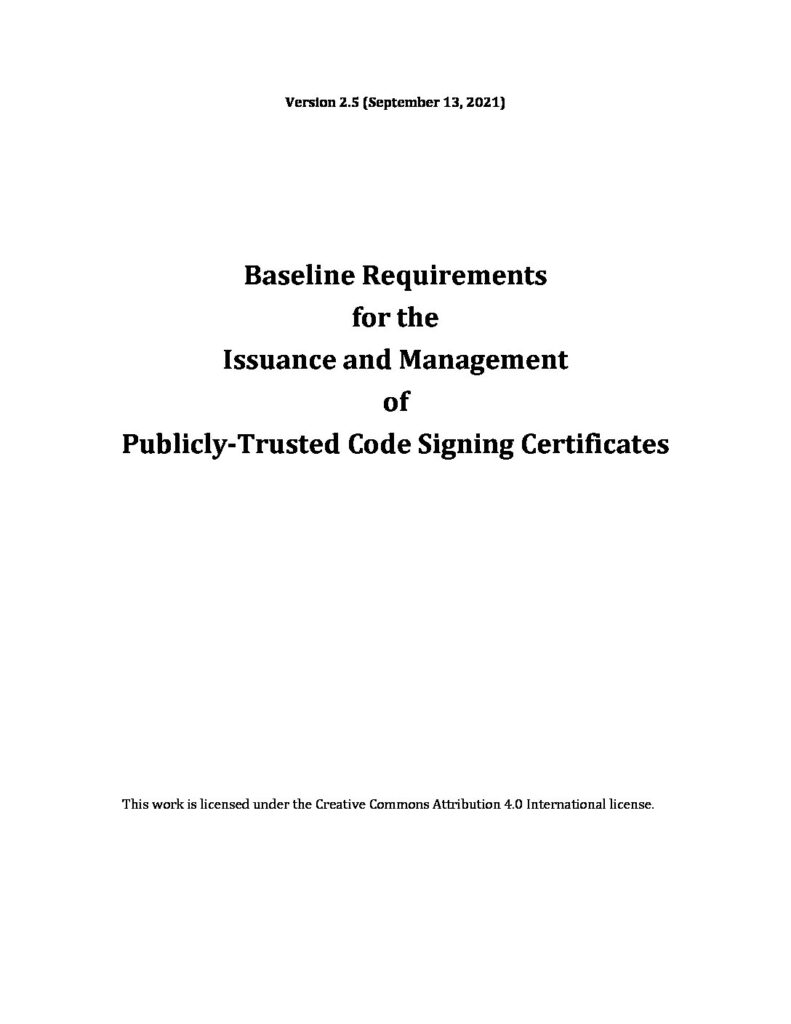 Version 2.5 (September 13, 2021)
Baseline Requirements
for the
Issuance and Management
of
Publicly-Trusted Code Signing Certificates
This work is licensed under the Creative Commons Attribution 4.0 International license.